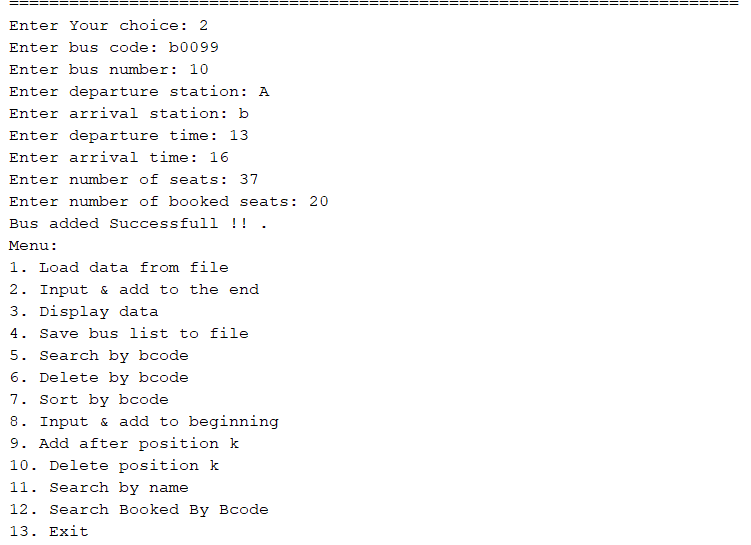 ==========================================================================
Enter Your choice: 2
Enter bus code: b0099
Enter bus number: 10
Enter departure station: A
Enter arrival station: b
Enter departure time: 13
Enter arrival time: 16
Enter number of seats: 37
Enter number of booked seats: 20
Bus added Successfull !! .
Menu:
1. Load data from file
2. Input & add to the end
3. Display data
4. Save bus list to file
5. Search by bcode
6. Delete by bcode
7. Sort by bcode
8. Input & add to beginning
9. Add after position k
10. Delete position k
11. Search by name
12. Search Booked By Bcode
13. Exit